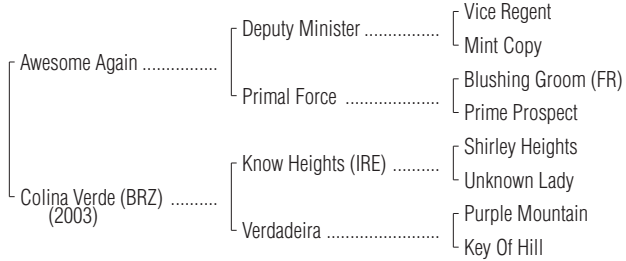 Vice Regent
Deputy Minister ................
Mint Copy
Awesome Again ................
Blushing Groom (FR)
Primal Force ....................
Prime Prospect
Shirley Heights
Know Heights (IRE) ..........
Unknown Lady
Colina Verde (BRZ) ..........
(2003)
Purple Mountain
Verdadeira ........................
Key Of Hill